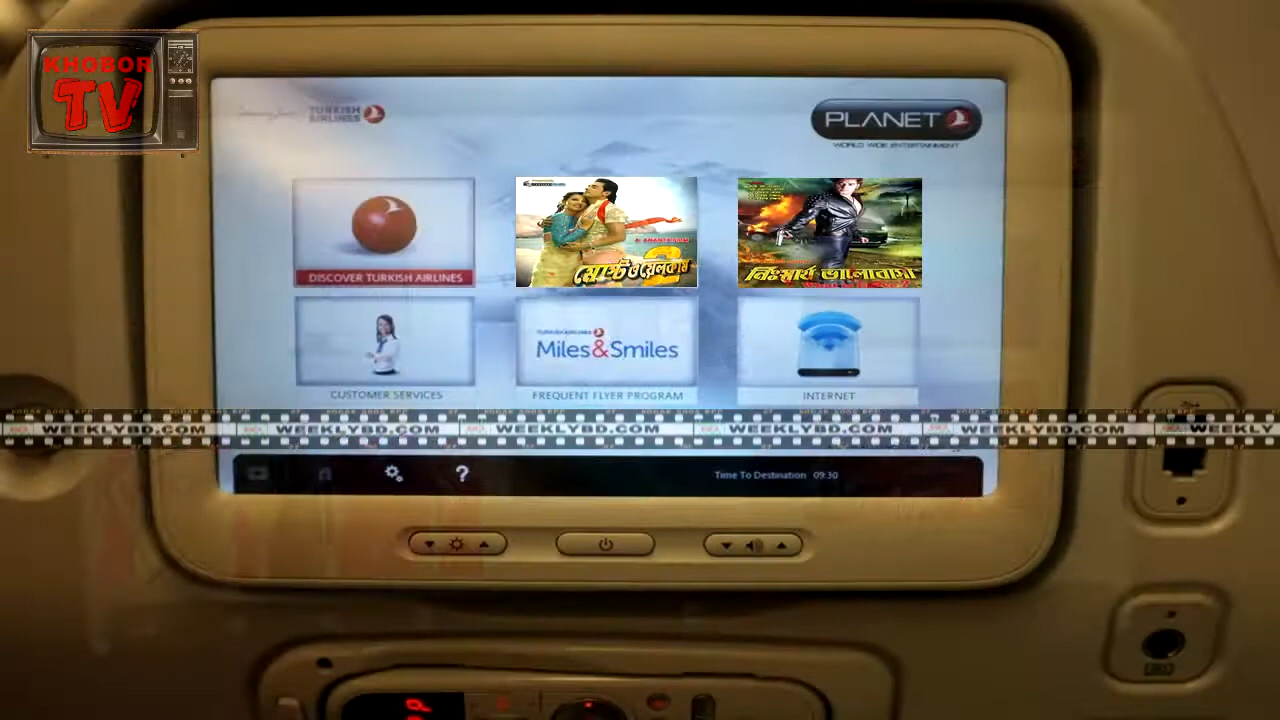 KHOBOR
TV
TURKISH
AIRLINES
PLANET
WORLD WIDE ENTERTAINMENT
DISCOVER TURKISH AIRLINES
মোস্ট ওয়েলকাম
2
নিঃস্বার্থ ভালোবাসা
TURKISH AIRLINES
Miles&Smiles
CUSTOMER SERVICES
FREQUENT FLYER PROGRAM
INTERNET
WEEKLYBD.COM WEEKLYBD.COM WEEKLYBD.COM WEEKLYBD.COM WEEKLYBD.COM WEEKLY
?
Time To Destination 09:30